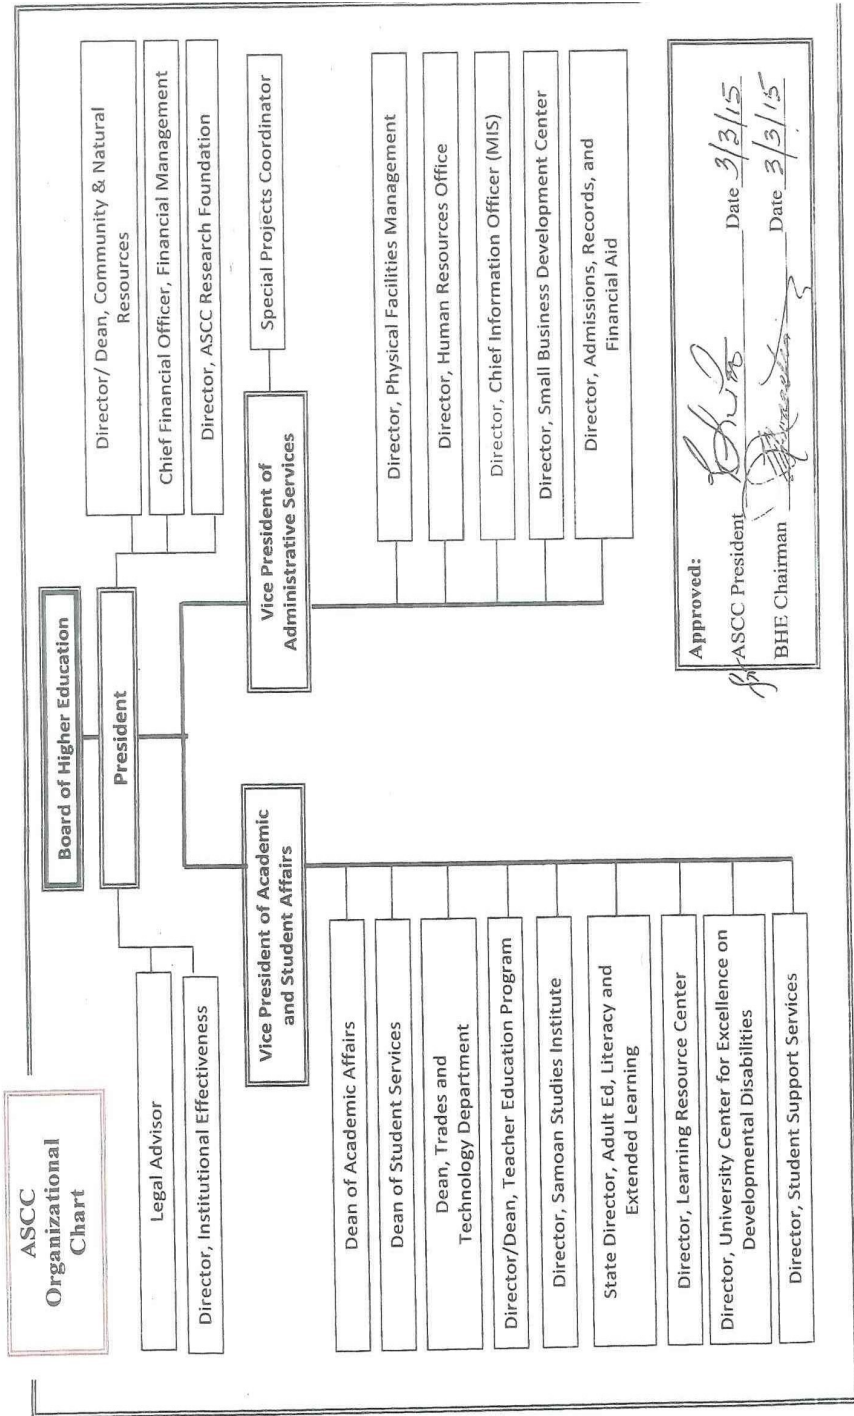 ASCC
Organizational
Chart
Board of Higher Education
President
Legal Advisor
Director, Institutional Effectiveness
Director/ Dean, Community & Natural
Resources
Chief Financial Officer, Financial Management
Director, ASCC Research Foundation
Vice President of Academic
and Student Affairs
Vice President of
Administrative Services
Special Projects Coordinator
Dean of Academic Affairs
Dean of Student Services
Dean, Trades and
Technology Department
Director/Dean, Teacher Education Program
Director, Samoan Studies Institute
State Director, Adult Ed, Literacy and
Extended Learning
Director, Learning Resource Center
Director, University Center for Excellence on
Developmental Disabilities
Director, Student Support Services
Director, Physical Facilities Management
Director, Human Resources Office
Director, Chief Information Officer (MIS)
Director, Small Business Development Center
Director, Admissions, Records, and
Financial Aid
Approved:
ASCC President Date 3/3/15
BHE Chairman Date 3/3/15